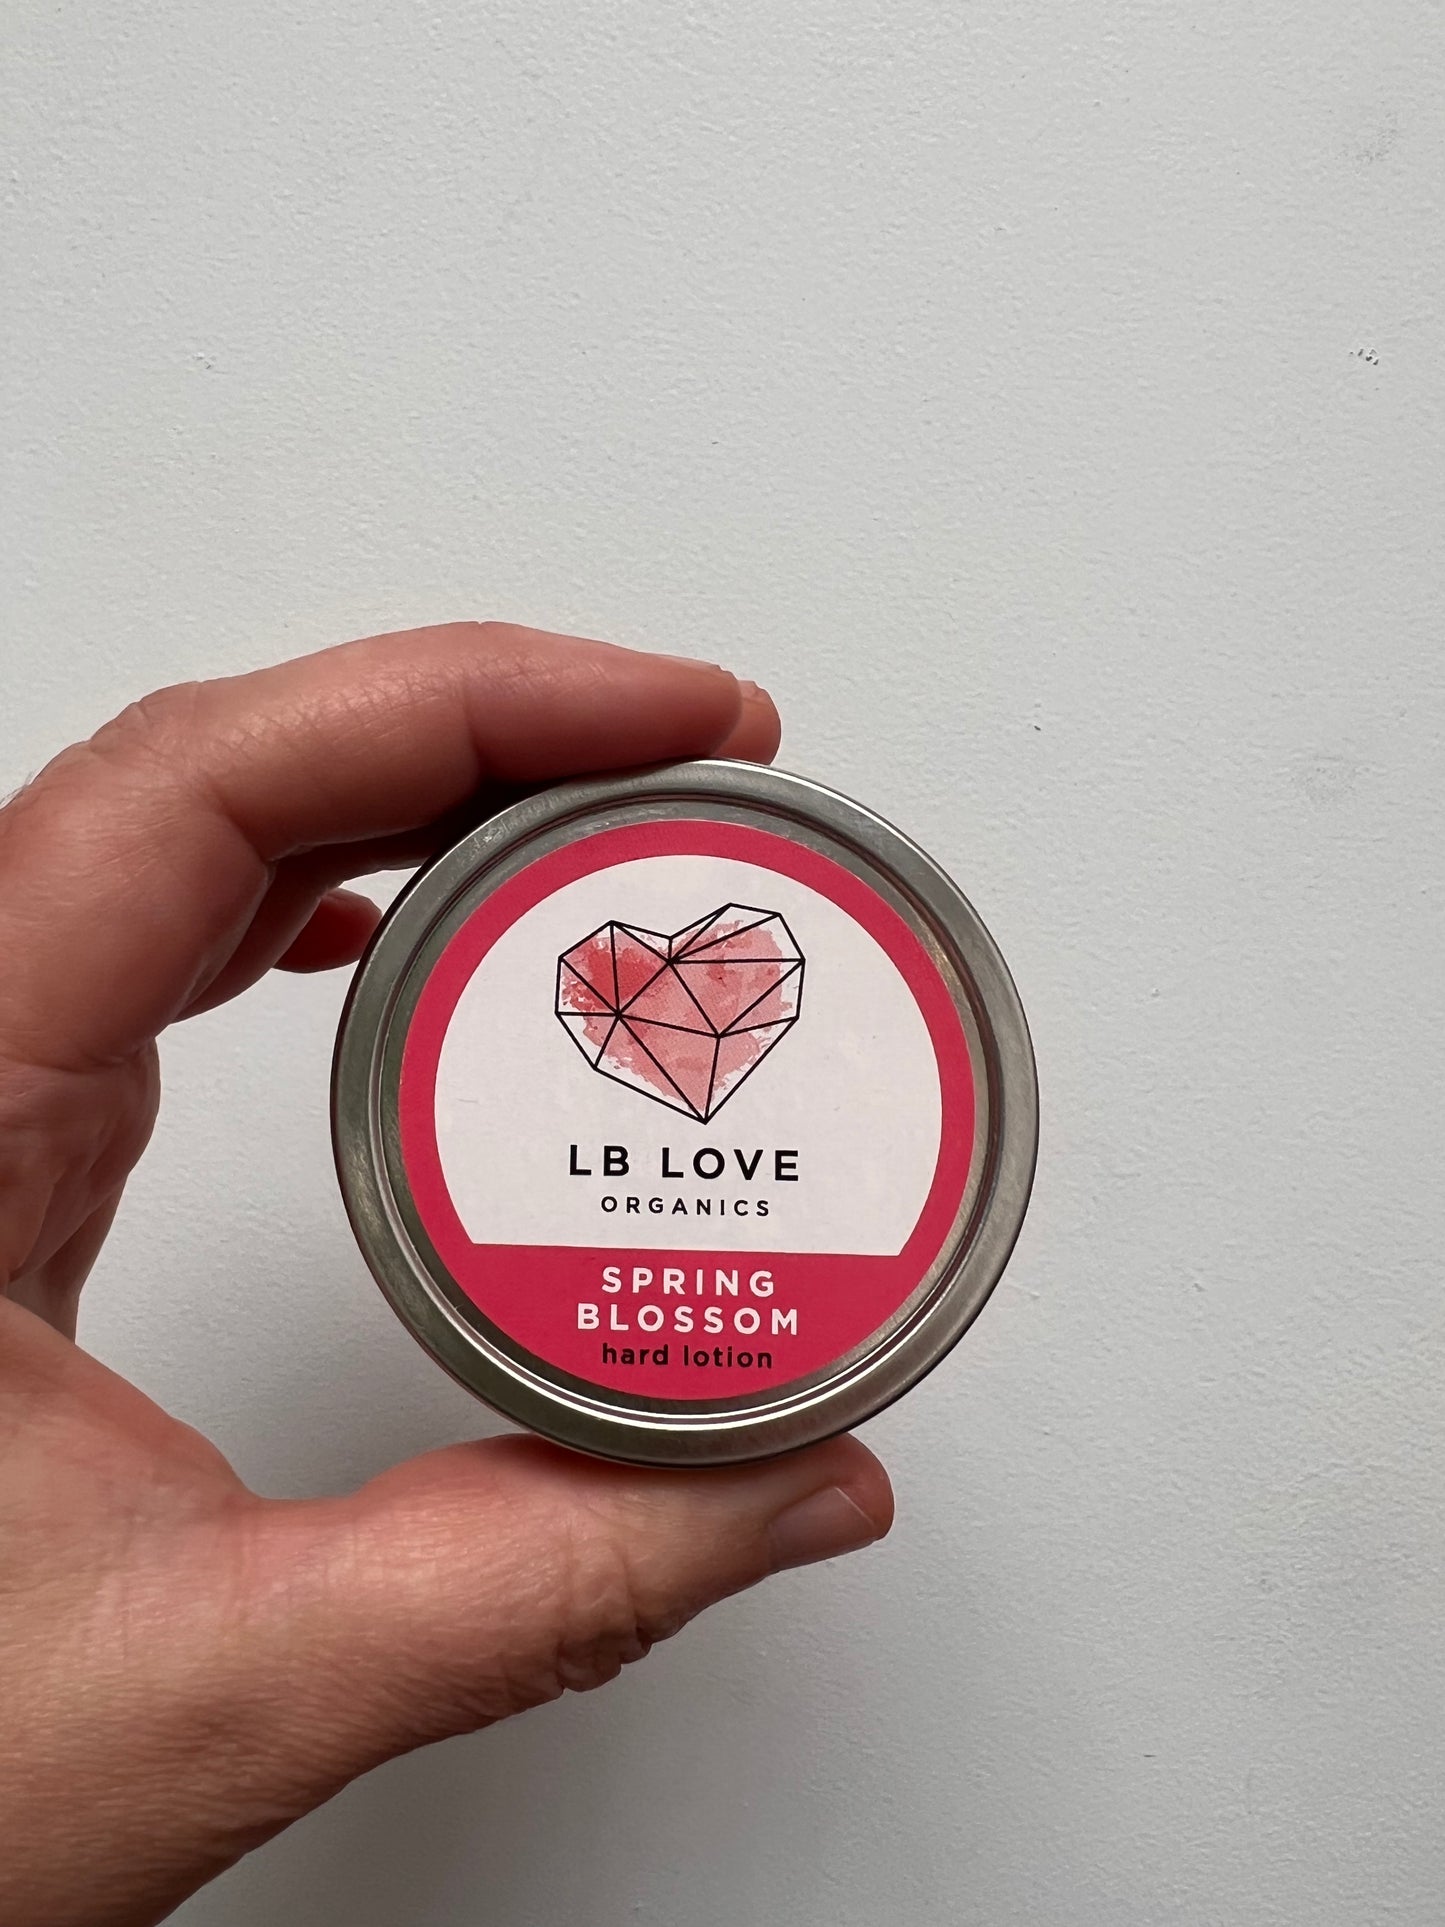 LB LOVE
ORGANICS
SPRING
BLOSSOM
hard lotion